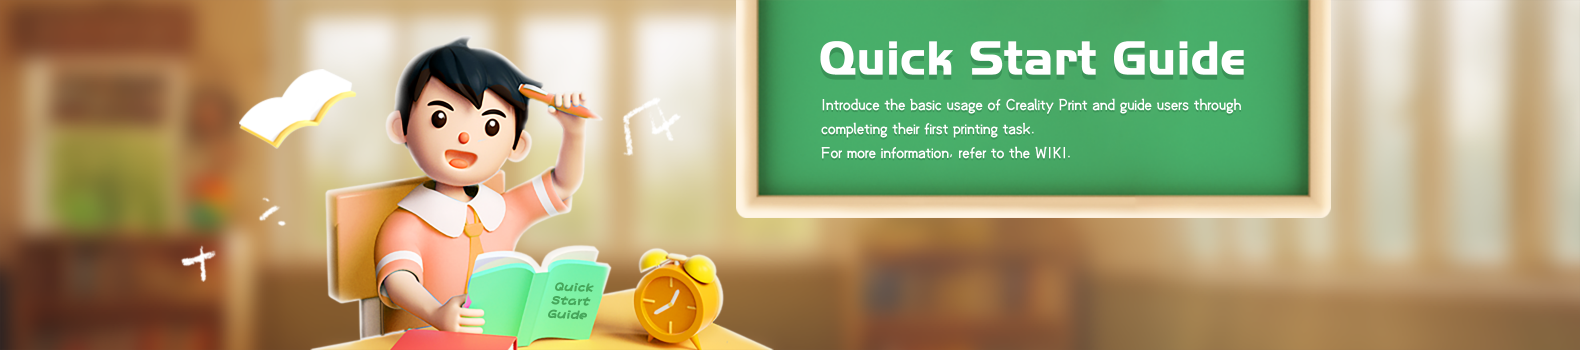 Quick Start Guide
Introduce the basic usage of Creality Print and guide users through
completing their first printing task.
For more information, refer to the WIKI.
Quick
Start
Guide